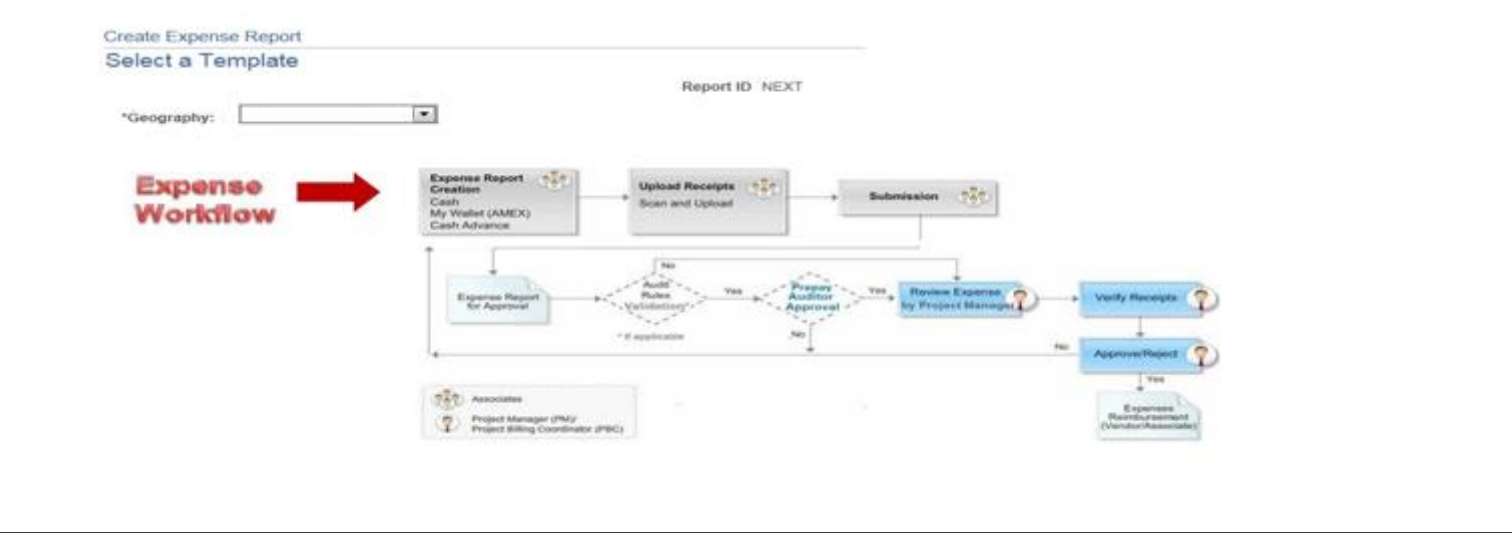 Create Expense Report
Select a Template
Report ID NEXT
*Geography:
Expense
Workflow
Expense Report
Creation
Cash
My Wallet (AMEX)
Cash Advance
Upload Receipts
Scan and Upload
Submission
No
Expense Report
for Approval
Audit
Rules
Validation*
Yes
Prepay
Auditor
Approval
Yes
Review Expense
by Project Manager
Verify Receipts
* If applicable
No
No
Approve/Reject
Yes
Expenses
Reimbursement
(Vendor/Associate)
Associates
Project Manager (PM)/
Project Billing Coordinator (PBC)